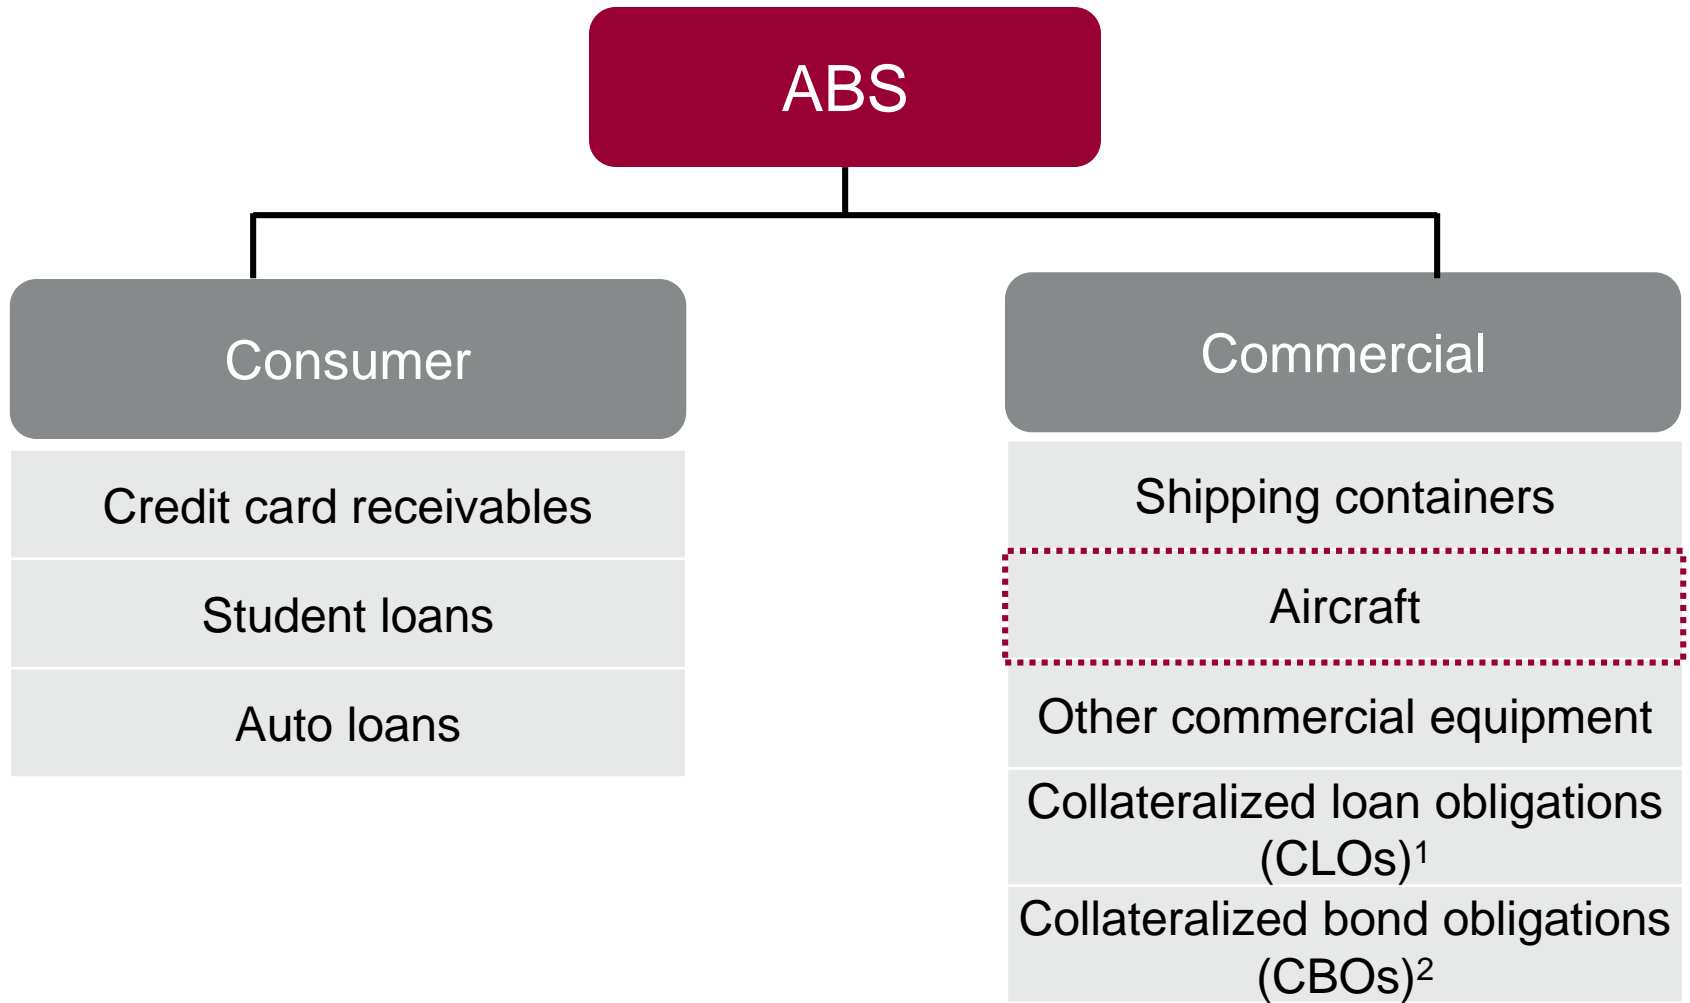 ABS
Consumer
Credit card receivables
Student loans
Auto loans
Commercial
Shipping containers
Aircraft
Other commercial equipment
Collateralized loan obligations
(CLOs)¹
Collateralized bond obligations
(CBOs)²